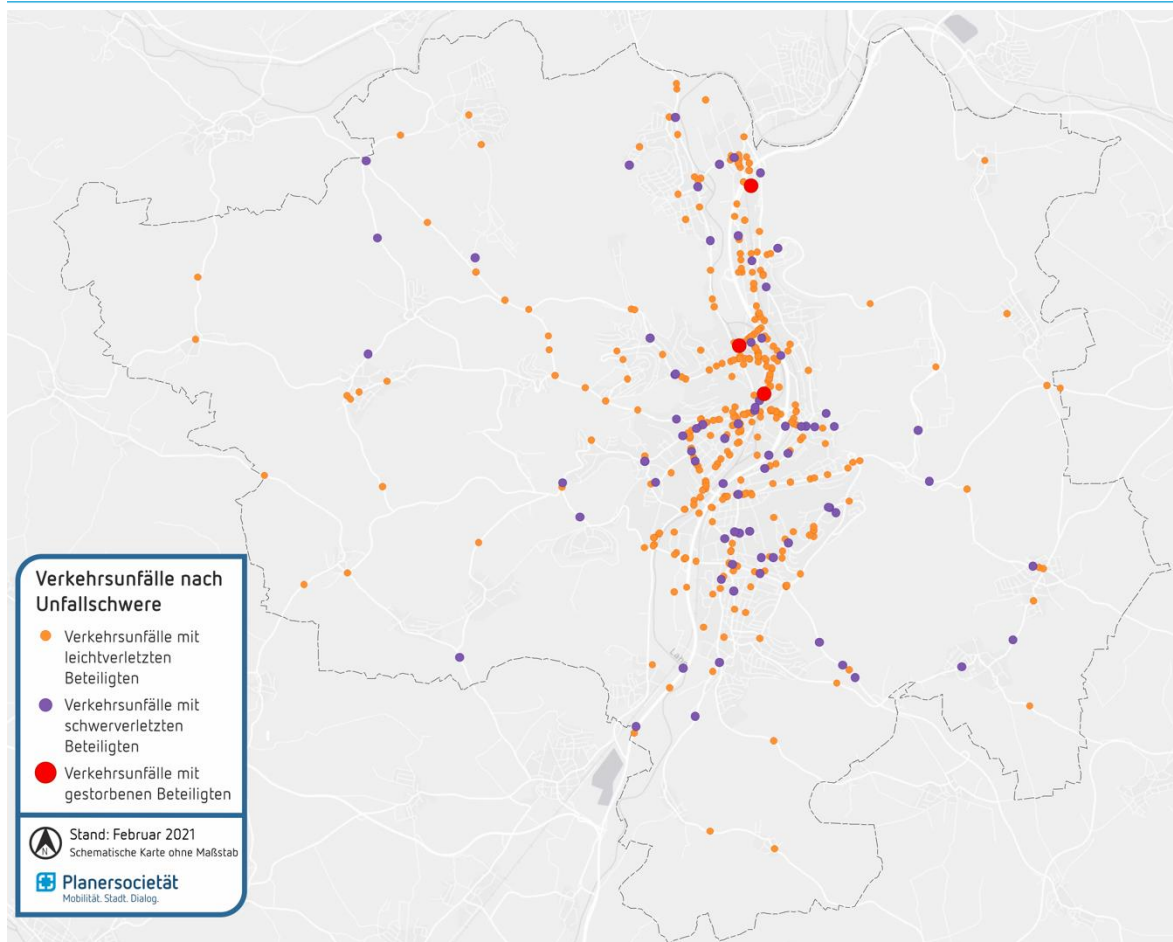 Verkehrsunfälle nach
Unfallschwere
Verkehrsunfälle mit
leichtverletzten
Beteiligten
Verkehrsunfälle mit
schwerverletzten
Beteiligten
Verkehrsunfälle mit
gestorbenen Beteiligten
N
Stand: Februar 2021
Schematische Karte ohne Maßstab
Planersocietät
Mobilität. Stadt. Dialog.